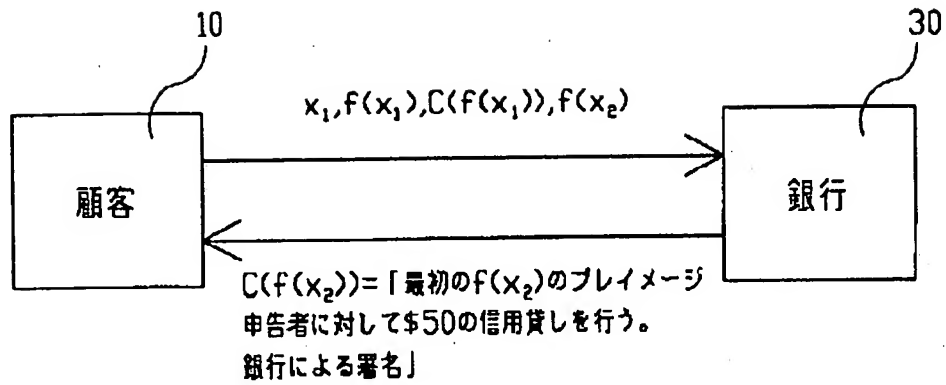 10
30
x₁,f(x₁),C(f(x₁)),f(x₂)
顧客
銀行
C(f(x₂))=「最初のf(x₂)のプレイメージ
申告者に対して$50の信用貸しを行う。
銀行による署名」